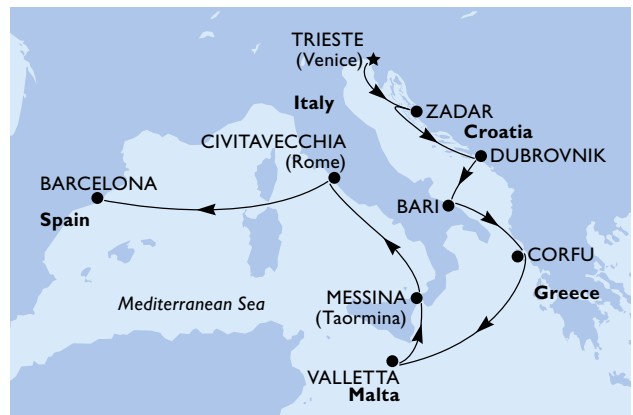 TRIESTE
(Venice)
Italy
ZADAR
Croatia
CIVITAVECCHIA
(Rome)
DUBROVNIK
BARCELONA
Spain
BARI
CORFU
Greece
Mediterranean Sea
MESSINA
(Taormina)
VALLETTA
Malta